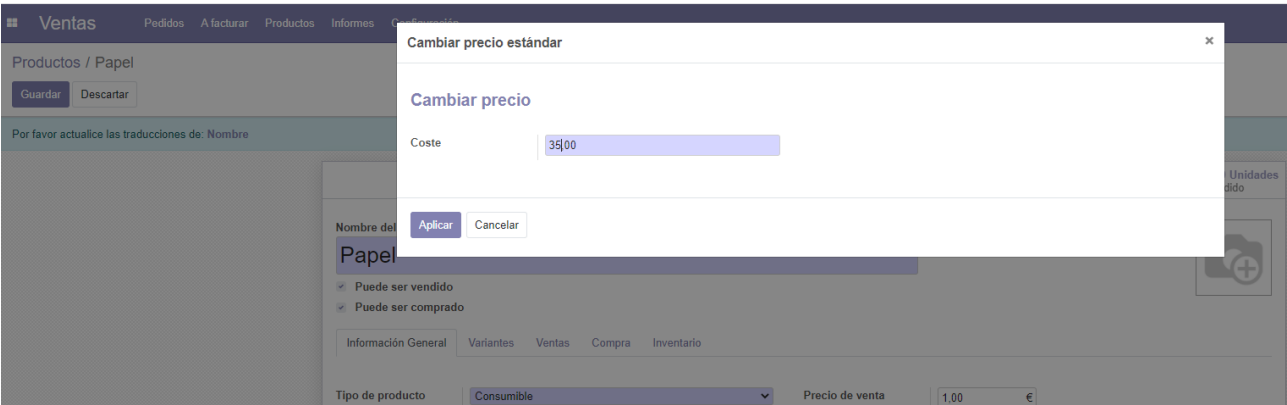 Ventas Pedidos A facturar Productos Informes Configuración
Cambiar precio estándar ×
Productos / Papel
Guardar Descartar
Cambiar precio
Por favor actualice las traducciones de: Nombre
Coste 35,00
Unidades
Aplicar Cancelar
Nombre del
Papel
Puede ser vendido
Puede ser comprado
Información General Variantes Ventas Compra Inventario
Tipo de producto Consumible Precio de venta 1,00 €